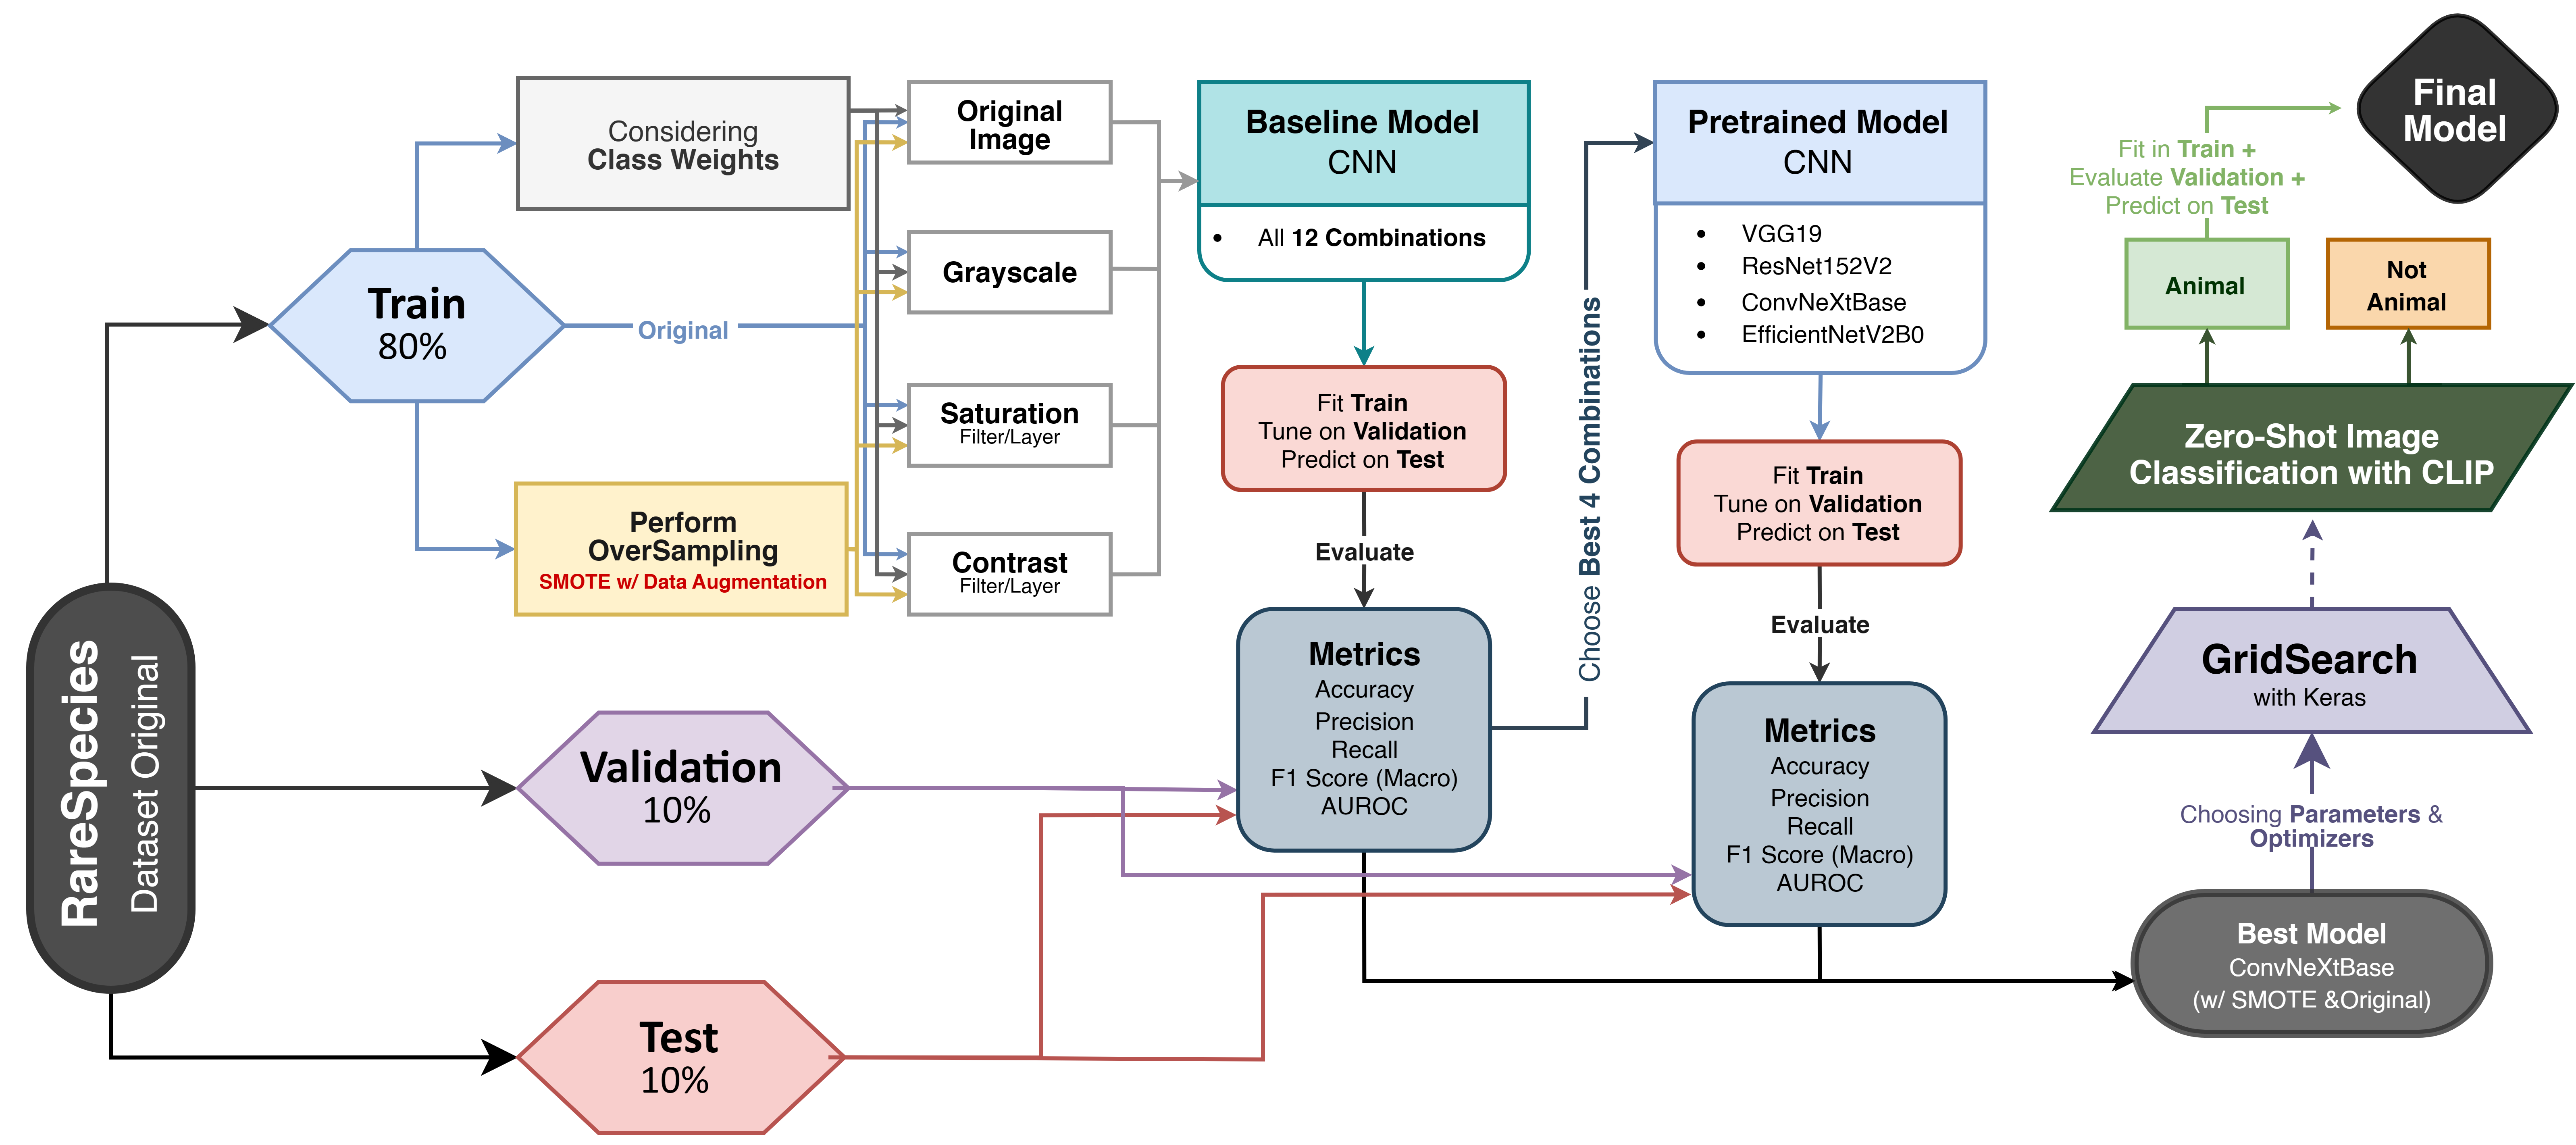 RareSpecies
Dataset Original
Train
80%
Validation
10%
Test
10%
Considering
Class Weights
Original
Perform
OverSampling
SMOTE w/ Data Augmentation
Original
Image
Grayscale
Saturation
Filter/Layer
Contrast
Filter/Layer
Baseline Model
CNN
• All 12 Combinations
Fit Train
Tune on Validation
Predict on Test
Evaluate
Metrics
Accuracy
Precision
Recall
F1 Score (Macro)
AUROC
Choose Best 4 Combinations
Pretrained Model
CNN
• VGG19
• ResNet152V2
• ConvNeXtBase
• EfficientNetV2B0
Fit Train
Tune on Validation
Predict on Test
Evaluate
Metrics
Accuracy
Precision
Recall
F1 Score (Macro)
AUROC
Best Model
ConvNeXtBase
(w/ SMOTE &Original)
Choosing Parameters &
Optimizers
GridSearch
with Keras
Zero-Shot Image
Classification with CLIP
Animal
Not
Animal
Fit in Train +
Evaluate Validation +
Predict on Test
Final
Model